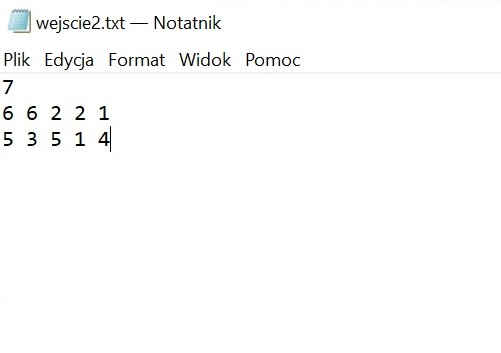 wejscie2.txt — Notatnik
Plik Edycja Format Widok Pomoc
7
6 6 2 2 1
5 3 5 1 4